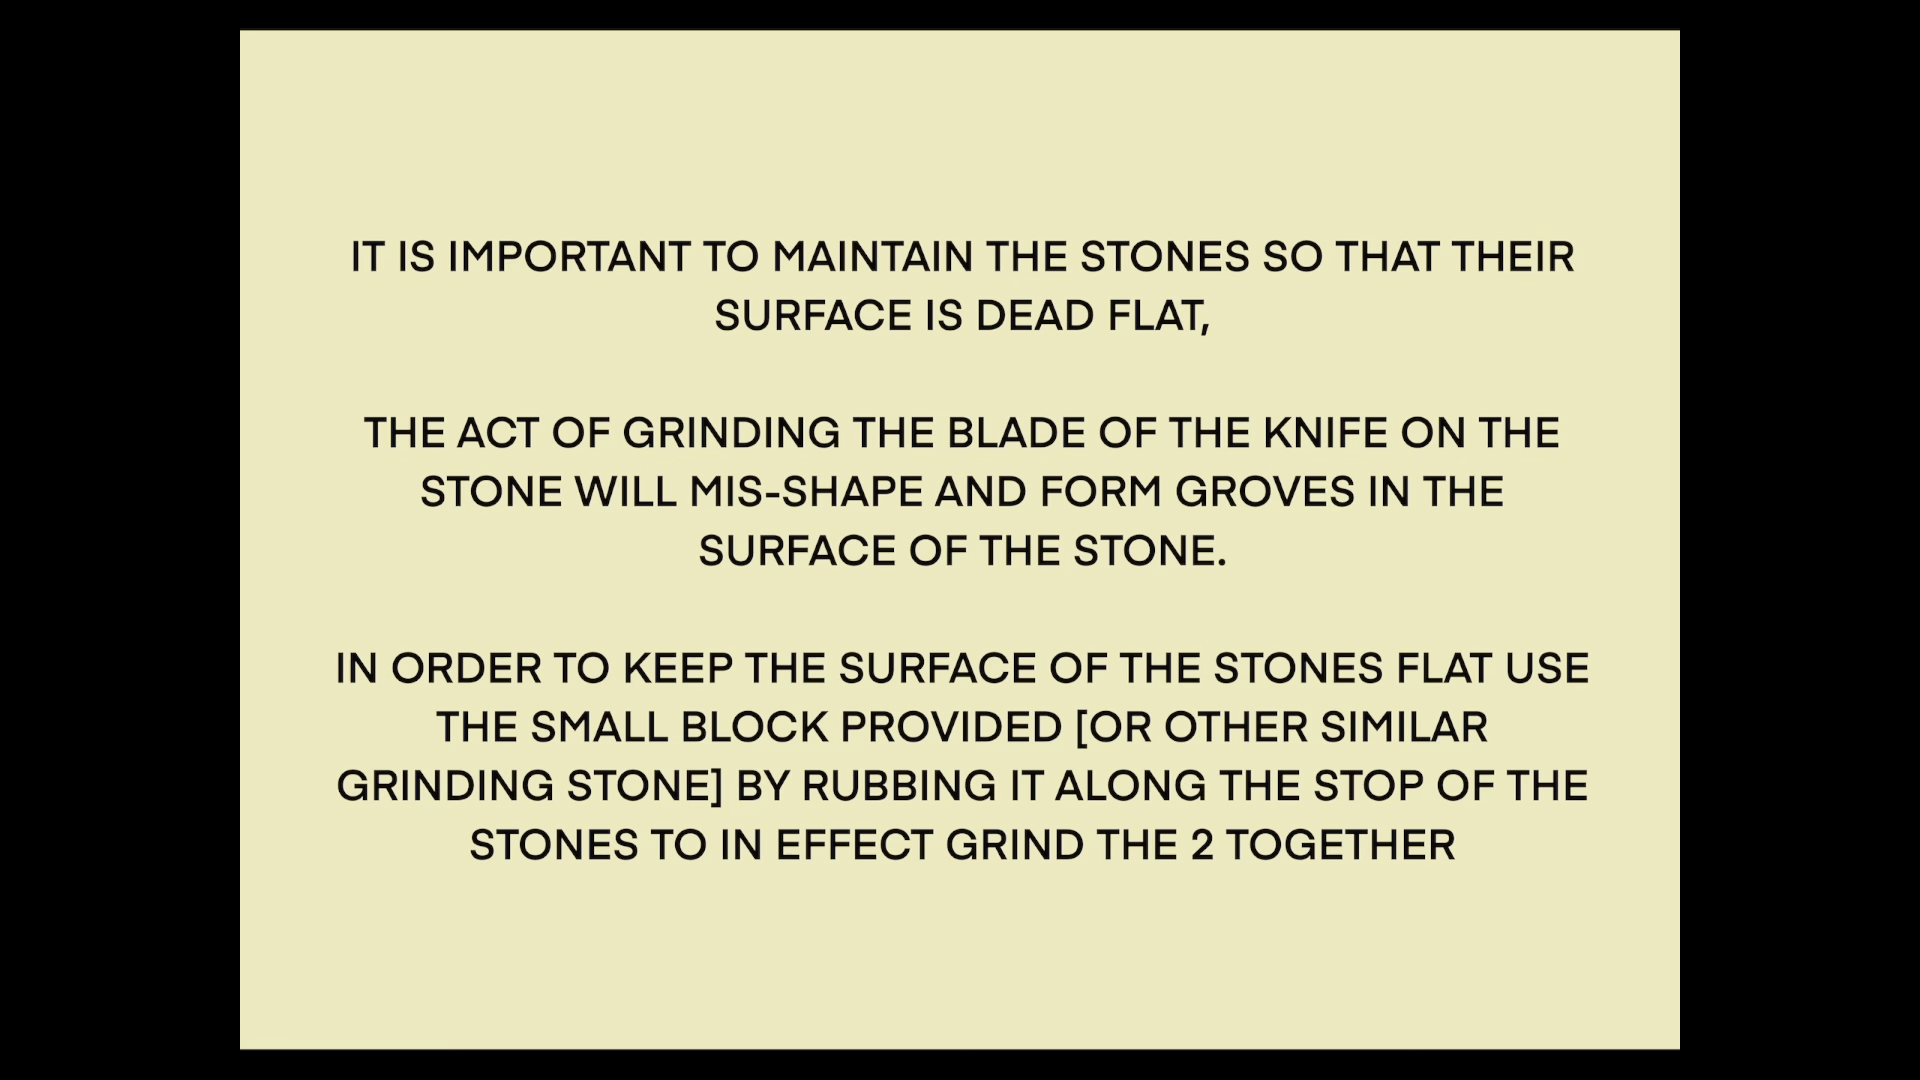 IT IS IMPORTANT TO MAINTAIN THE STONES SO THAT THEIR
SURFACE IS DEAD FLAT,
THE ACT OF GRINDING THE BLADE OF THE KNIFE ON THE
STONE WILL MIS-SHAPE AND FORM GROVES IN THE
SURFACE OF THE STONE.
IN ORDER TO KEEP THE SURFACE OF THE STONES FLAT USE
THE SMALL BLOCK PROVIDED [OR OTHER SIMILAR
GRINDING STONE] BY RUBBING IT ALONG THE STOP OF THE
STONES TO IN EFFECT GRIND THE 2 TOGETHER